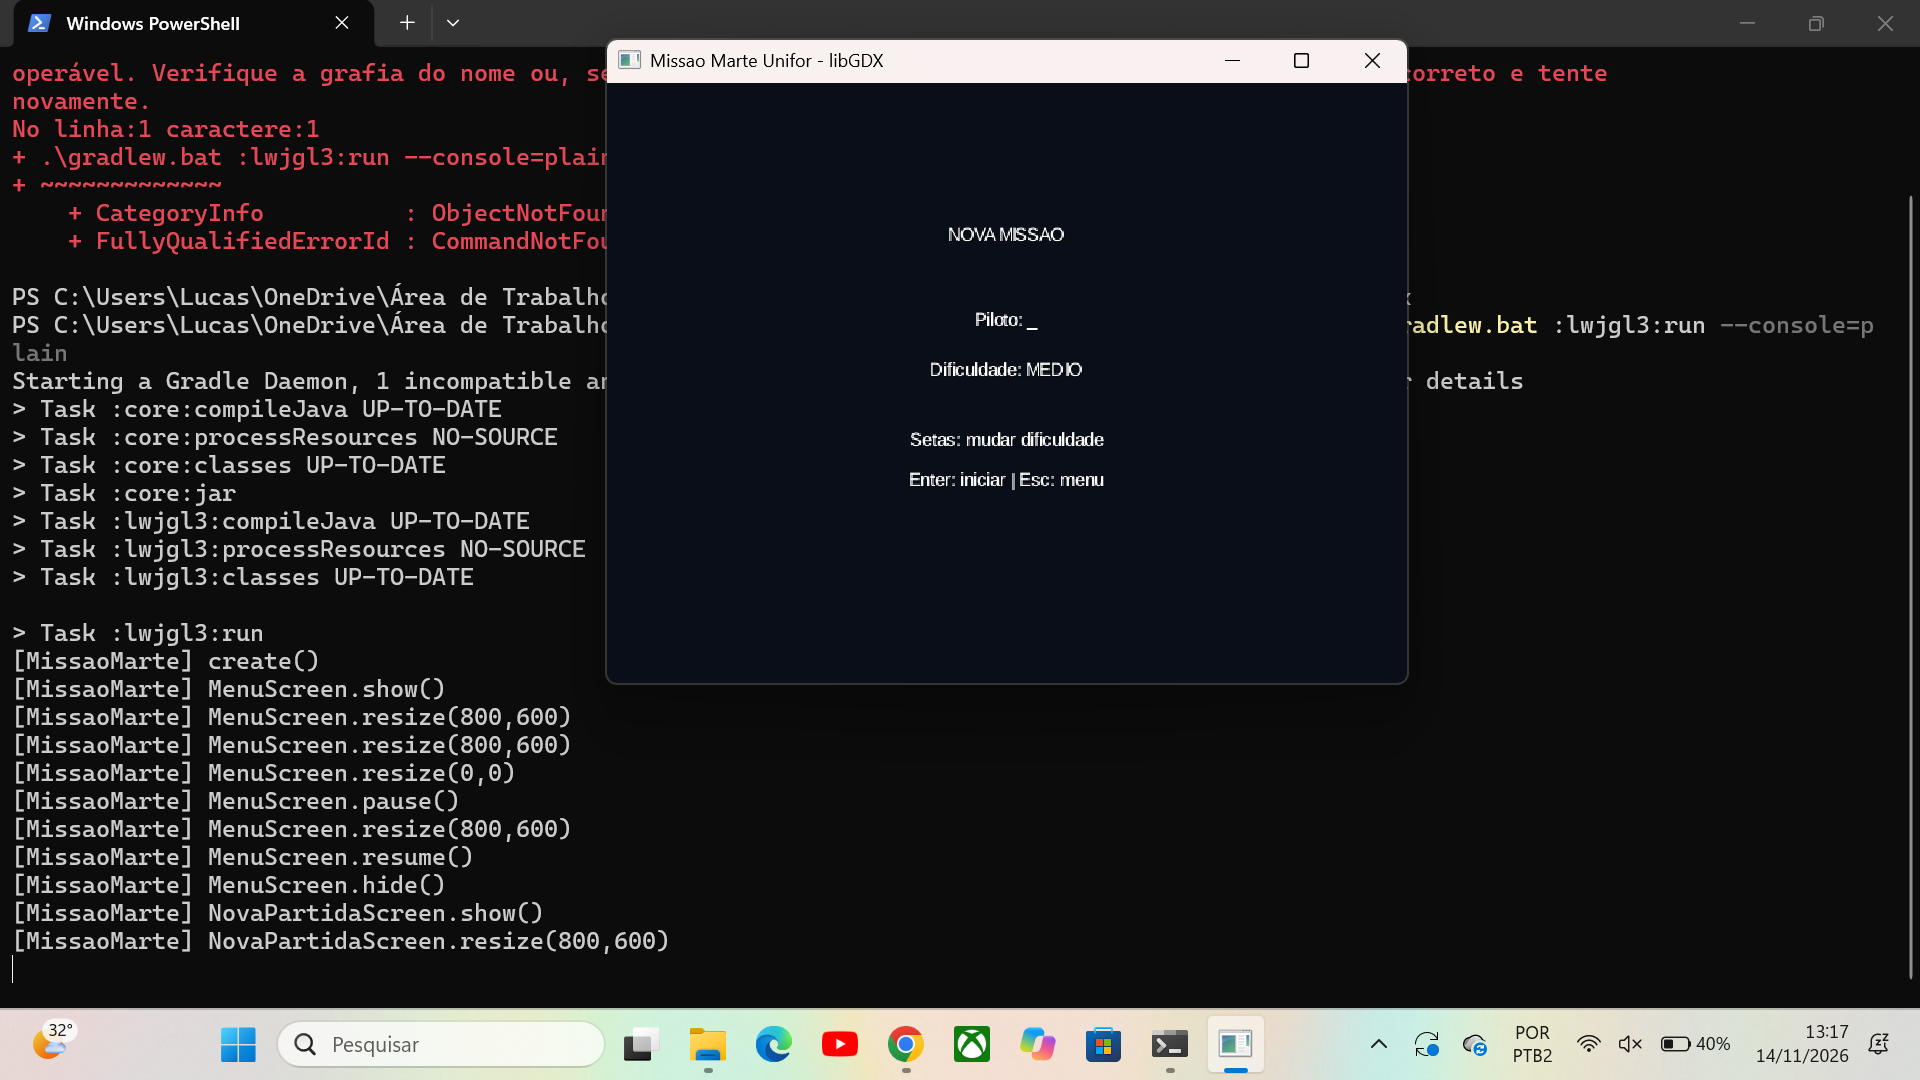 Windows PowerShell
operável. Verifique a grafia do nome ou, se
correto e tente
novamente.
No linha:1 caractere:1
+ .\gradlew.bat :lwjgl3:run --console=plain
+ ~~~~~~~~~~~~~
+ CategoryInfo : ObjectNotFoun
+ FullyQualifiedErrorId : CommandNotFou
PS C:\Users\Lucas\OneDrive\Área de Trabalho
PS C:\Users\Lucas\OneDrive\Área de Trabalho
radlew.bat :lwjgl3:run --console=p
lain
Starting a Gradle Daemon, 1 incompatible an
r details
> Task :core:compileJava UP-TO-DATE
> Task :core:processResources NO-SOURCE
> Task :core:classes UP-TO-DATE
> Task :core:jar
> Task :lwjgl3:compileJava UP-TO-DATE
> Task :lwjgl3:processResources NO-SOURCE
> Task :lwjgl3:classes UP-TO-DATE
> Task :lwjgl3:run
[MissaoMarte] create()
[MissaoMarte] MenuScreen.show()
[MissaoMarte] MenuScreen.resize(800,600)
[MissaoMarte] MenuScreen.resize(800,600)
[MissaoMarte] MenuScreen.resize(0,0)
[MissaoMarte] MenuScreen.pause()
[MissaoMarte] MenuScreen.resize(800,600)
[MissaoMarte] MenuScreen.resume()
[MissaoMarte] MenuScreen.hide()
[MissaoMarte] NovaPartidaScreen.show()
[MissaoMarte] NovaPartidaScreen.resize(800,600)
Missao Marte Unifor - libGDX
NOVA MISSAO
Piloto: _
Dificuldade: MEDIO
Setas: mudar dificuldade
Enter: iniciar | Esc: menu
32°
Pesquisar
POR
PTB2
40%
13:17
14/11/2026